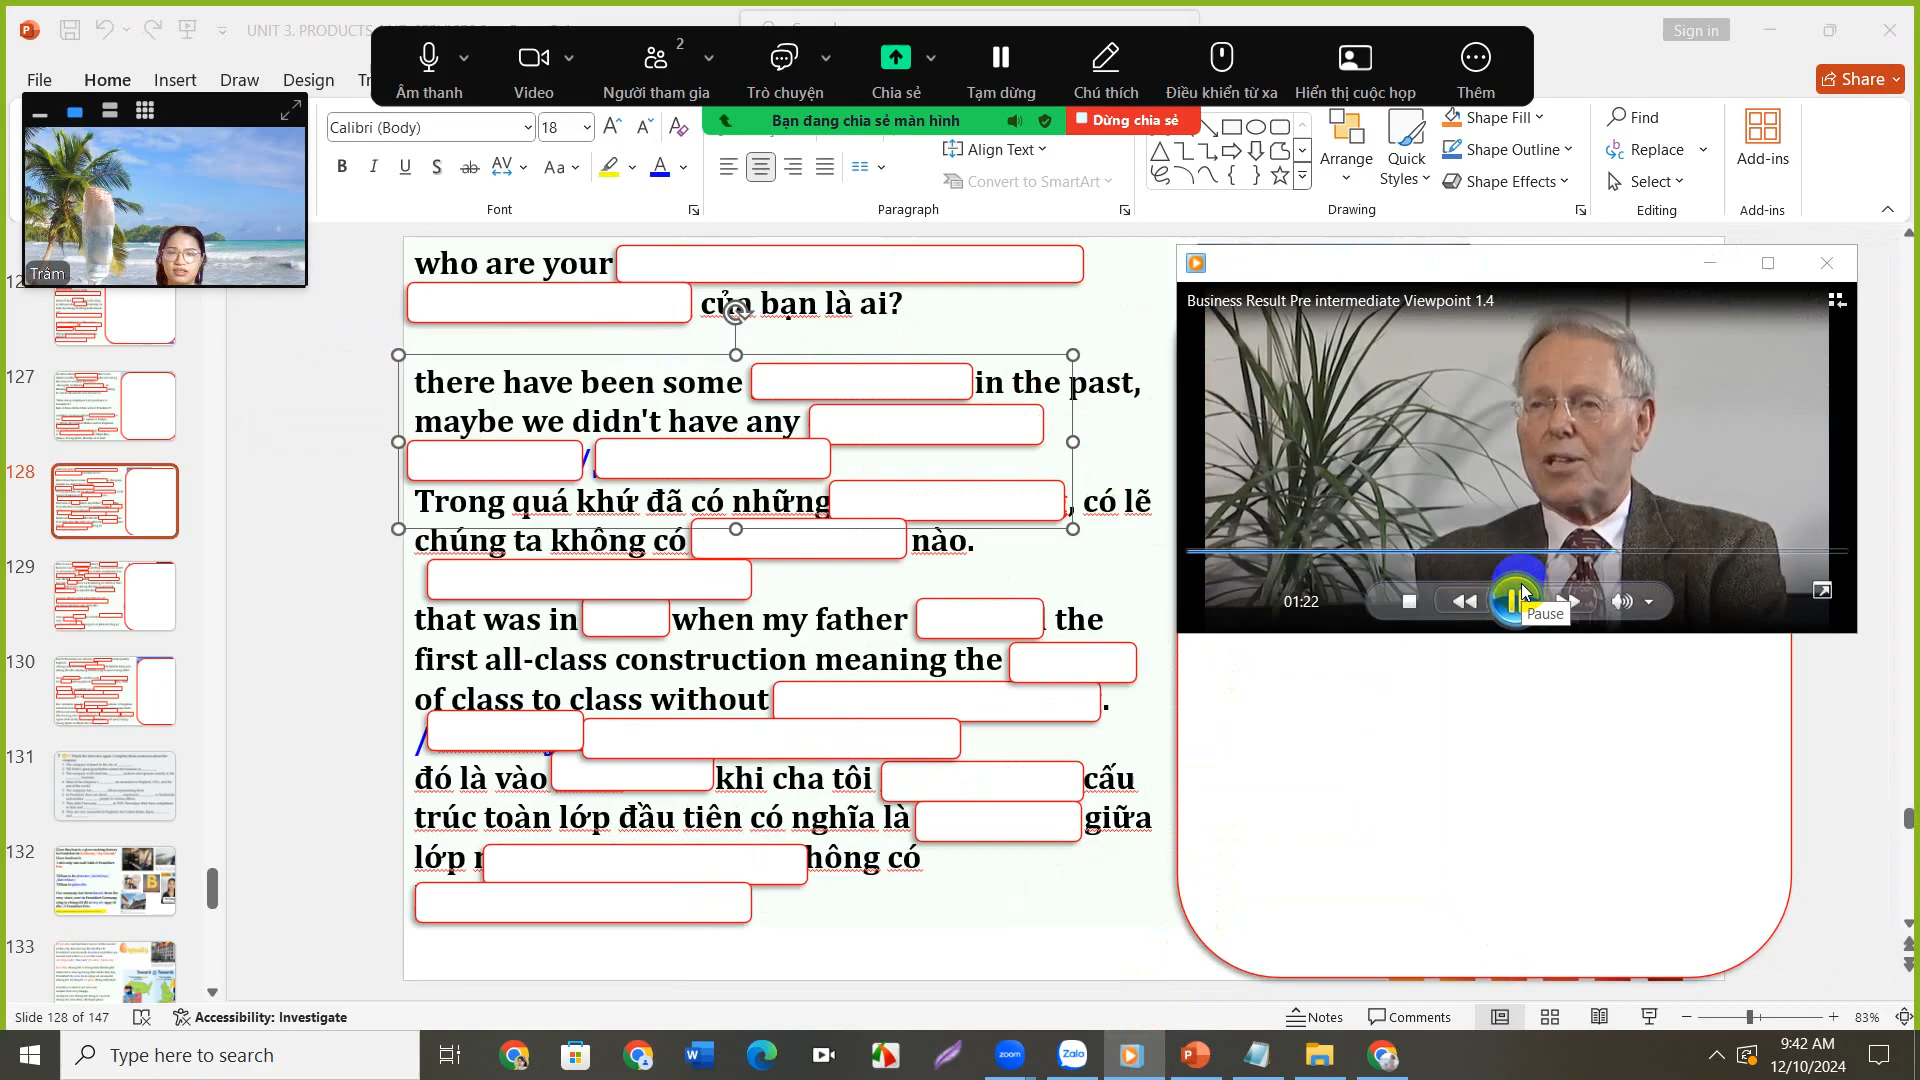 UNIT 3. PRODUCTS
Sign in
File
Home
Insert
Draw
Design
Share
2
Âm thanh
Video
Người tham gia
Trò chuyện
Chia sẻ
Tạm dừng
Chú thích
Điều khiển từ xa
Hiển thị cuộc họp
Thêm
Bạn đang chia sẻ màn hình
Dừng chia sẻ
Calibri (Body)
18
Font
Align Text
Convert to SmartArt
Paragraph
Arrange
Quick
Styles
Shape Fill
Shape Outline
Shape Effects
Drawing
Find
Replace
Select
Editing
Add-ins
Add-ins
Trâm
127
128
129
130
131
132
133
who are your
của bạn là ai?
there have been some in the past,
maybe we didn't have any
/
Trong quá khứ đã có những , có lẽ
chúng ta không có nào.
that was in when my father the
first all-class construction meaning the
of class to class without .
/
đó là vào khi cha tôi cấu
trúc toàn lớp đầu tiên có nghĩa là giữa
lớp không có
Business Result Pre intermediate Viewpoint 1.4
01:22
Pause
Slide 128 of 147
Accessibility: Investigate
Notes
Comments
83%
Type here to search
zoom
Zalo
9:42 AM
12/10/2024